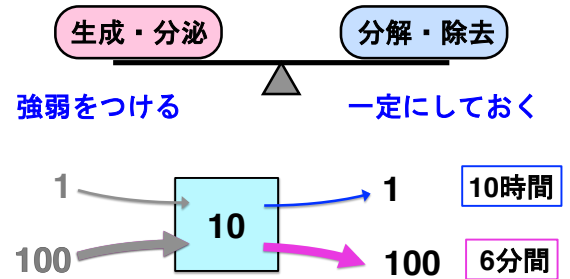 生成・分泌
分解・除去
強弱をつける
一定にしておく
1
10
1
10時間
100
100
6分間